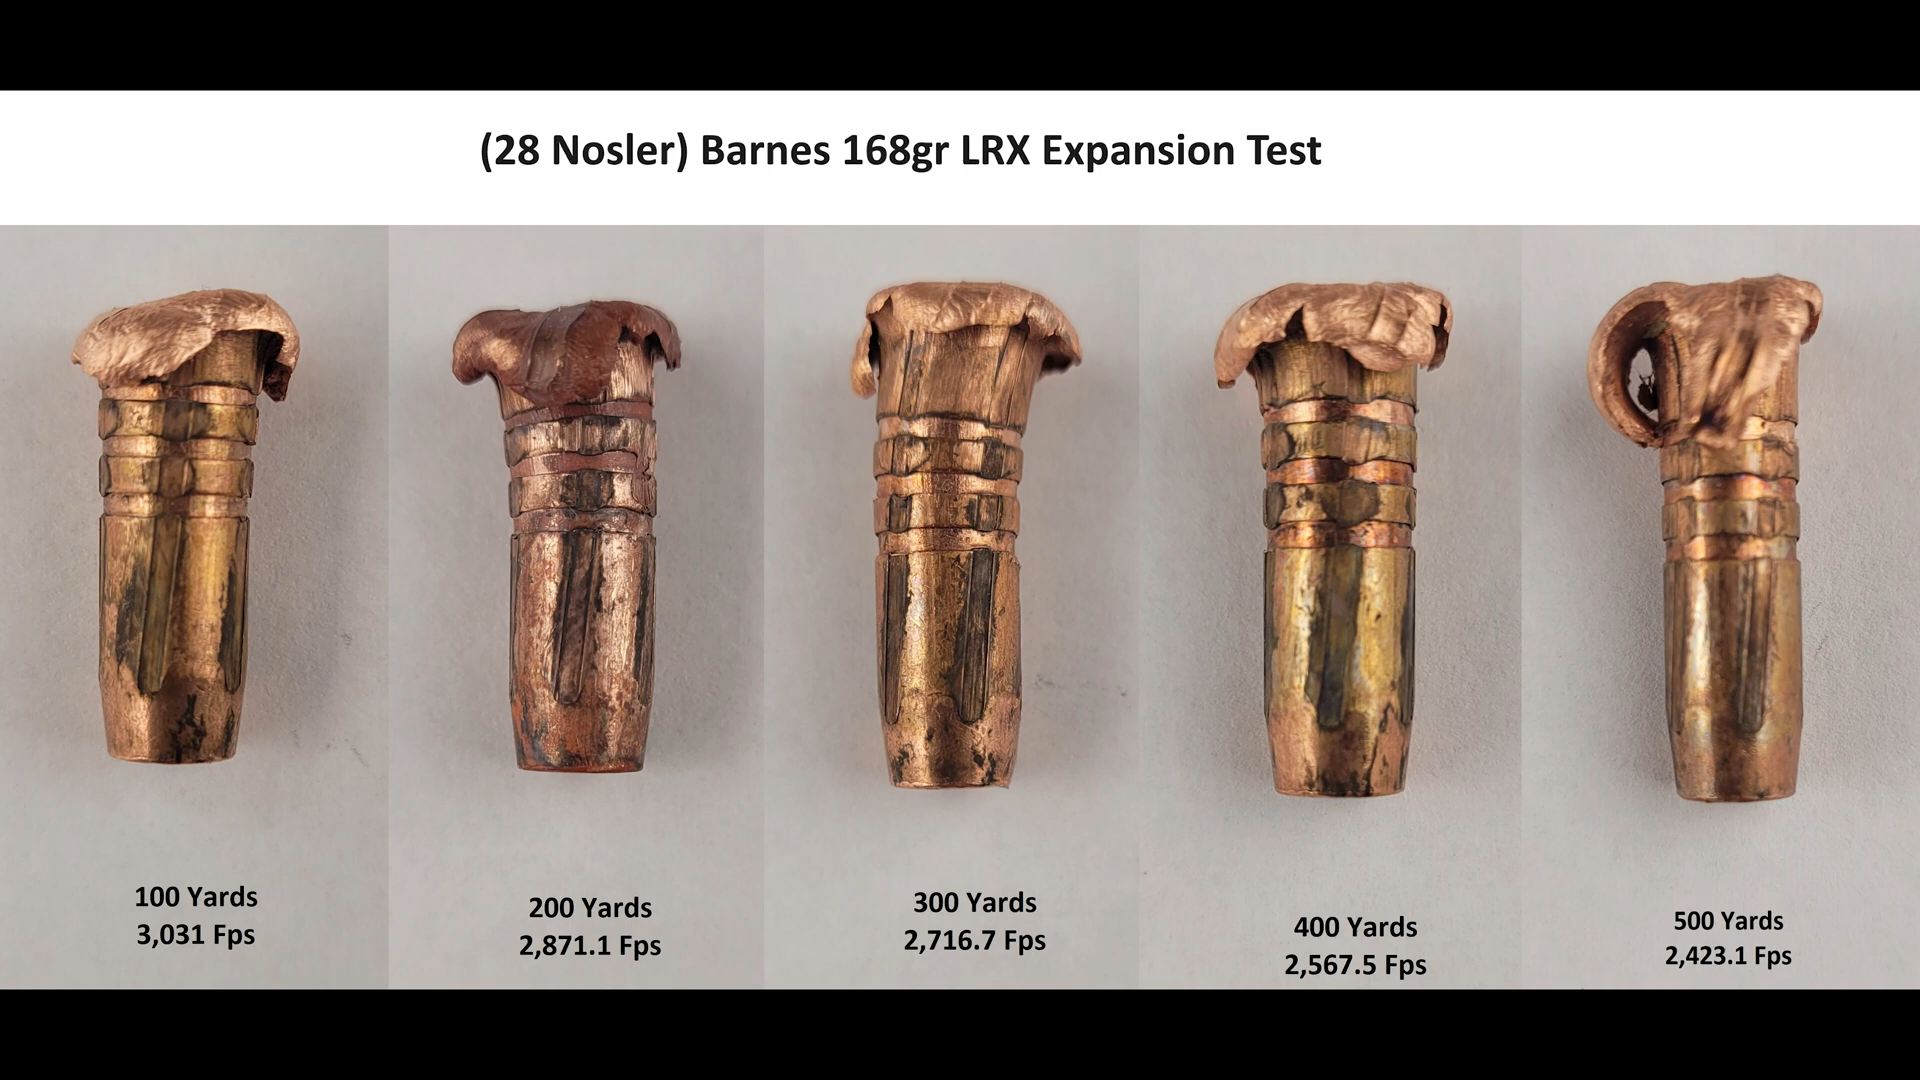 (28 Nosler) Barnes 168gr LRX Expansion Test
100 Yards
3,031 Fps
200 Yards
2,871.1 Fps
300 Yards
2,716.7 Fps
400 Yards
2,567.5 Fps
500 Yards
2,423.1 Fps